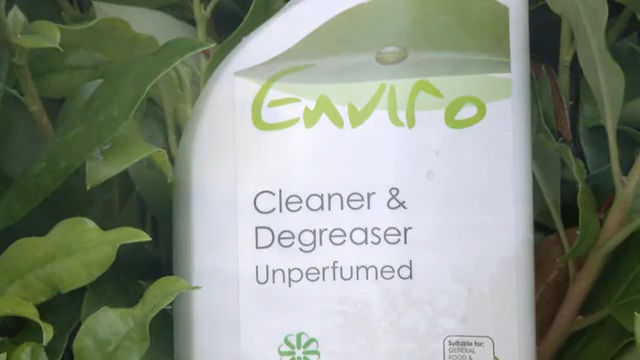 Enviro
Cleaner &
Degreaser
Unperfumed
Suitable for:
GENERAL
FOOD &